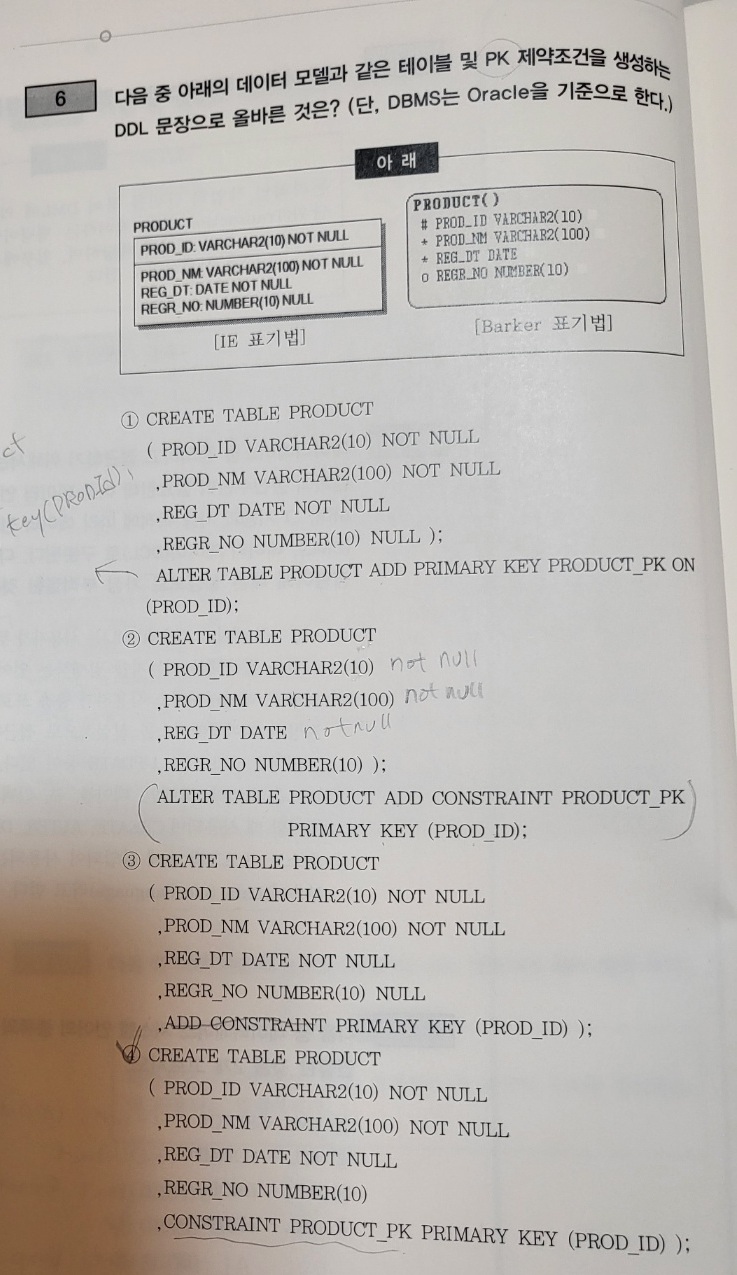 6
다음 중 아래의 데이터 모델과 같은 테이블 및 PK 제약조건을 생성하는
DDL 문장으로 올바른 것은? (단, DBMS는 Oracle을 기준으로 한다.)
아 래
PRODUCT
PROD_ID: VARCHAR2(10) NOT NULL
PROD_NM: VARCHAR2(100) NOT NULL
REG_DT: DATE NOT NULL
REGR_NO: NUMBER(10) NULL
[IE 표기법]
PRODUCT()
# PROD_ID VARCHAR2(10)
* PROD_NM VARCHAR2(100)
* REG_DT DATE
o REGR_NO NUMBER(10)
[Barker 표기법]
① CREATE TABLE PRODUCT
( PROD_ID VARCHAR2(10) NOT NULL
,PROD_NM VARCHAR2(100) NOT NULL
,REG_DT DATE NOT NULL
,REGR_NO NUMBER(10) NULL );
ALTER TABLE PRODUCT ADD PRIMARY KEY PRODUCT_PK ON
(PROD_ID);
ct
key(PRODId);
② CREATE TABLE PRODUCT
( PROD_ID VARCHAR2(10) not null
,PROD_NM VARCHAR2(100) not null
,REG_DT DATE not null
,REGR_NO NUMBER(10) );
ALTER TABLE PRODUCT ADD CONSTRAINT PRODUCT_PK
PRIMARY KEY (PROD_ID);
③ CREATE TABLE PRODUCT
( PROD_ID VARCHAR2(10) NOT NULL
,PROD_NM VARCHAR2(100) NOT NULL
,REG_DT DATE NOT NULL
,REGR_NO NUMBER(10) NULL
,ADD CONSTRAINT PRIMARY KEY (PROD_ID) );
④ CREATE TABLE PRODUCT
( PROD_ID VARCHAR2(10) NOT NULL
,PROD_NM VARCHAR2(100) NOT NULL
,REG_DT DATE NOT NULL
,REGR_NO NUMBER(10)
,CONSTRAINT PRODUCT_PK PRIMARY KEY (PROD_ID) );